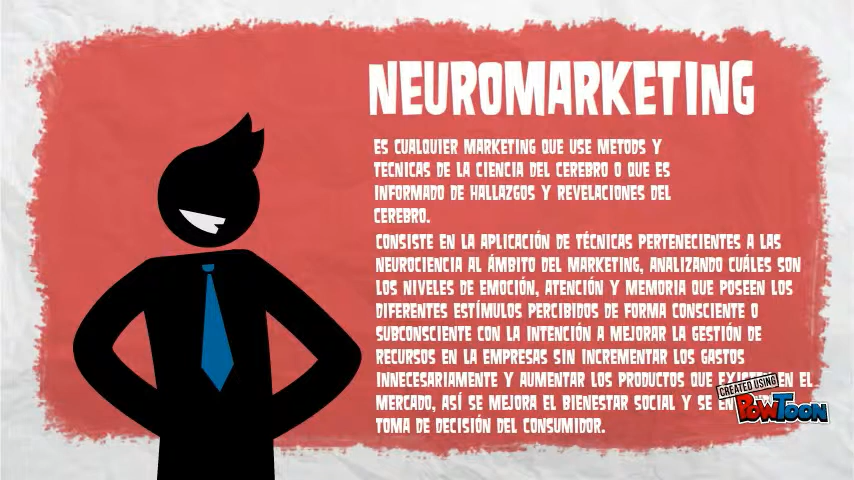 NEUROMARKETING
ES CUALQUIER MARKETING QUE USE METODS Y
TECNICAS DE LA CIENCIA DEL CEREBRO O QUE ES
INFORMADO DE HALLAZGOS Y REVELACIONES DEL
CEREBRO.
CONSISTE EN LA APLICACIÓN DE TÉCNICAS PERTENECIENTES A LAS
NEUROCIENCIA AL ÁMBITO DEL MARKETING, ANALIZANDO CUÁLES SON
LOS NIVELES DE EMOCIÓN, ATENCIÓN Y MEMORIA QUE POSEEN LOS
DIFERENTES ESTÍMULOS PERCIBIDOS DE FORMA CONSCIENTE O
SUBCONSCIENTE CON LA INTENCIÓN A MEJORAR LA GESTIÓN DE
RECURSOS EN LA EMPRESAS SIN INCREMENTAR LOS GASTOS
INNECESARIAMENTE Y AUMENTAR LOS PRODUCTOS QUE EN EL
MERCADO, ASÍ SE MEJORA EL BIENESTAR SOCIAL Y SE
TOMA DE DECISIÓN DEL CONSUMIDOR.
CREATED USING
POWTOON